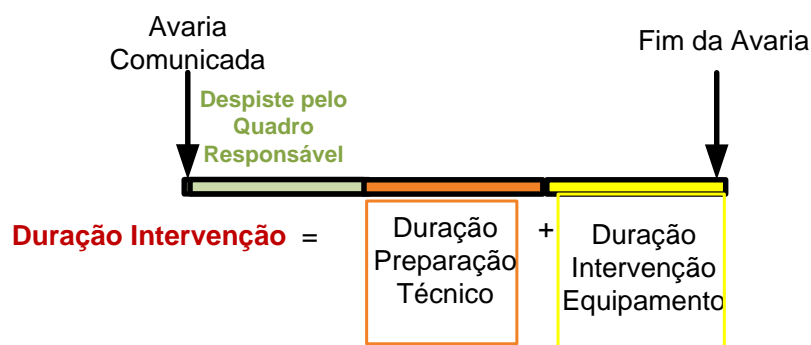 Avaria
Comunicada
Fim da Avaria
Despiste pelo
Quadro
Responsável
Duração Intervenção =
Duração
Preparação
Técnico
+
Duração
Intervenção
Equipamento